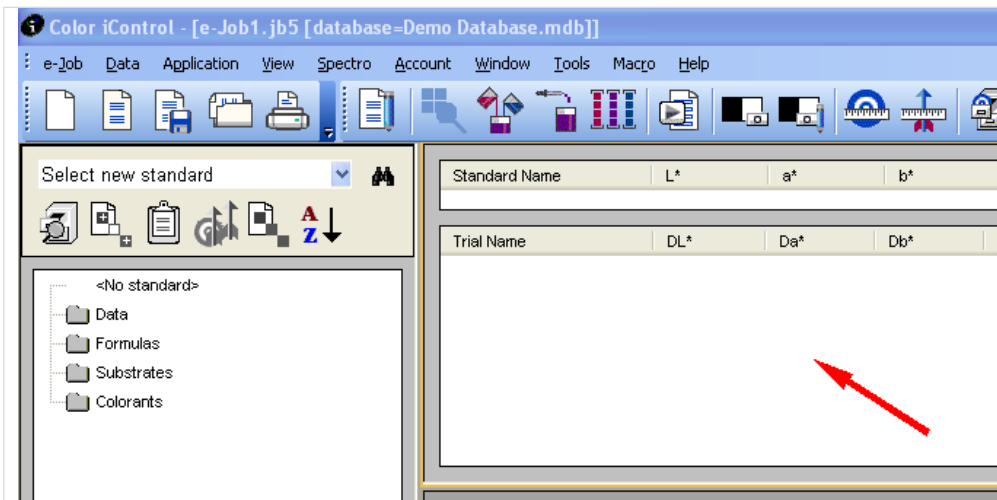 Color iControl - [e-Job1.jb5 [database=Demo Database.mdb]]
e-Job Data Application View Spectro Account Window Tools Macro Help
Select new standard
A
Z
Standard Name L* a* b*
Trial Name DL* Da* Db*
<No standard>
Data
Formulas
Substrates
Colorants